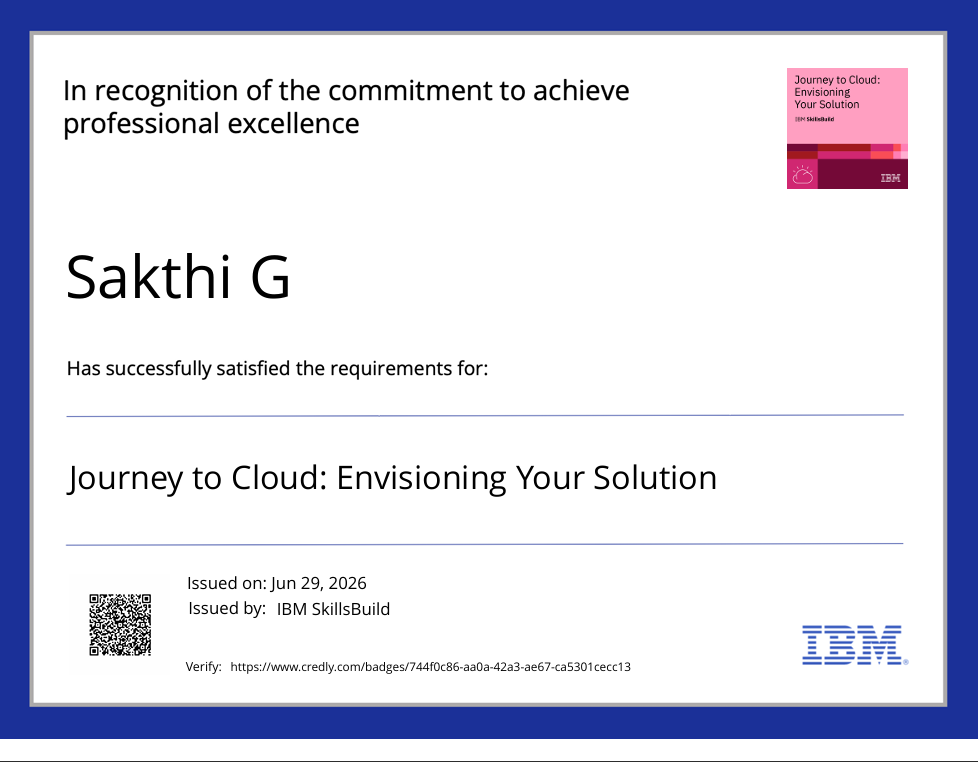 In recognition of the commitment to achieve
professional excellence
Journey to Cloud:
Envisioning
Your Solution
IBM SkillsBuild
IBM
Sakthi G
Has successfully satisfied the requirements for:
Journey to Cloud: Envisioning Your Solution
Issued on: Jun 29, 2026
Issued by: IBM SkillsBuild
Verify: https://www.credly.com/badges/744f0c86-aa0a-42a3-ae67-ca5301cecc13
IBM®